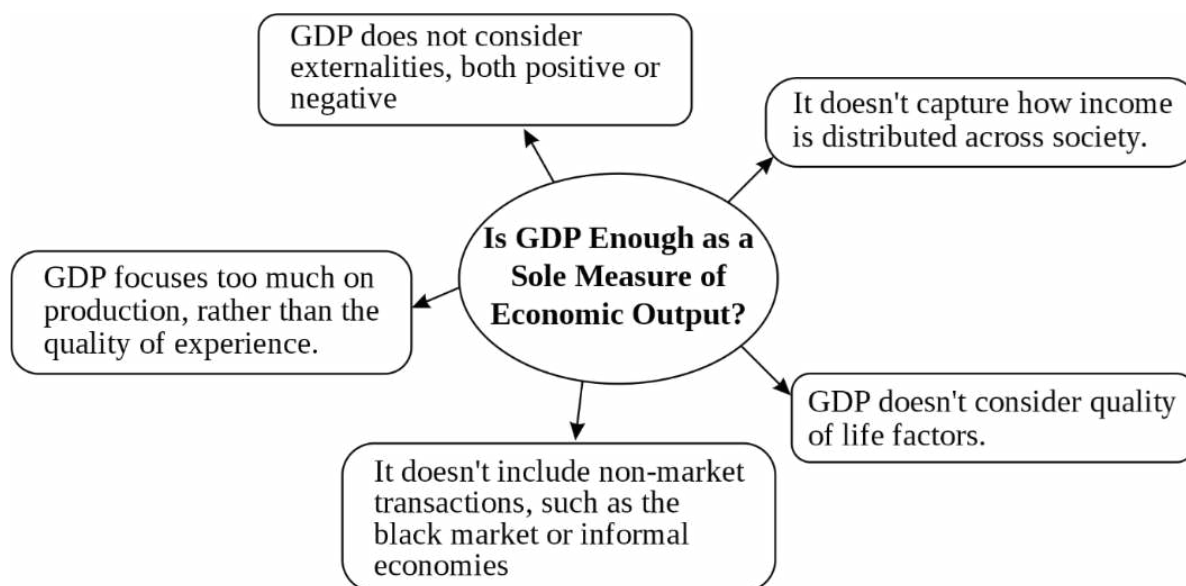 GDP does not consider
externalities, both positive or
negative
It doesn't capture how income
is distributed across society.
Is GDP Enough as a
Sole Measure of
Economic Output?
GDP focuses too much on
production, rather than the
quality of experience.
GDP doesn't consider quality
of life factors.
It doesn't include non-market
transactions, such as the
black market or informal
economies